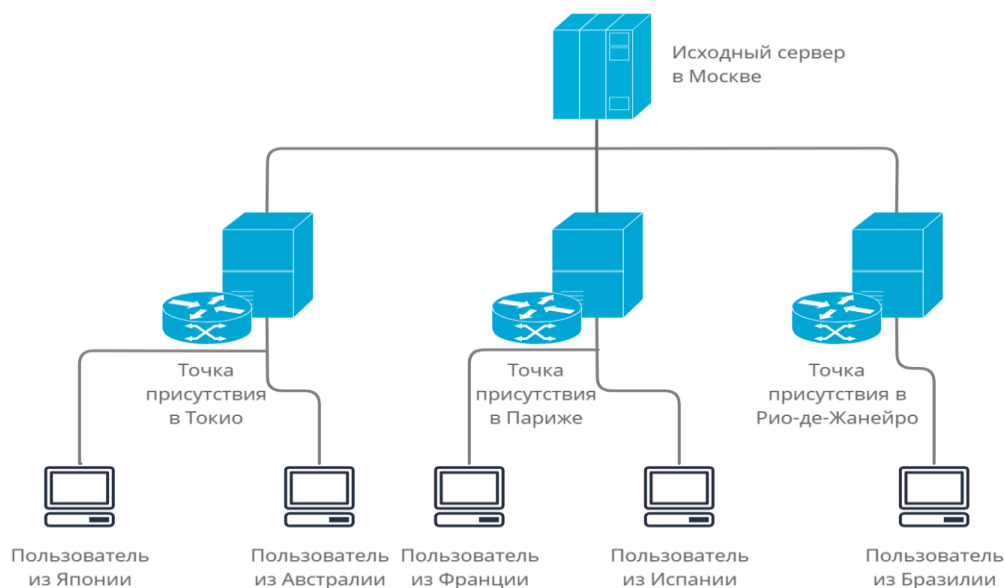 Исходный сервер
в Москве
Точка
присутствия
в Токио
Точка
присутствия
в Париже
Точка
присутствия в
Рио-де-Жанейро
Пользователь
из Японии
Пользователь
из Австралии
Пользователь
из Франции
Пользователь
из Испании
Пользователь
из Бразилии